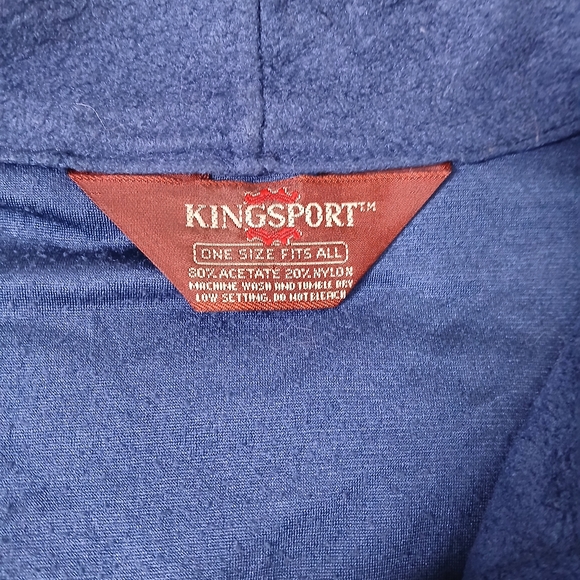 KINGSPORT™
ONE SIZE FITS ALL
80% ACETATE 20% NYLON
MACHINE WASH AND TUMBLE DRY
LOW SETTING, DO NOT BLEACH